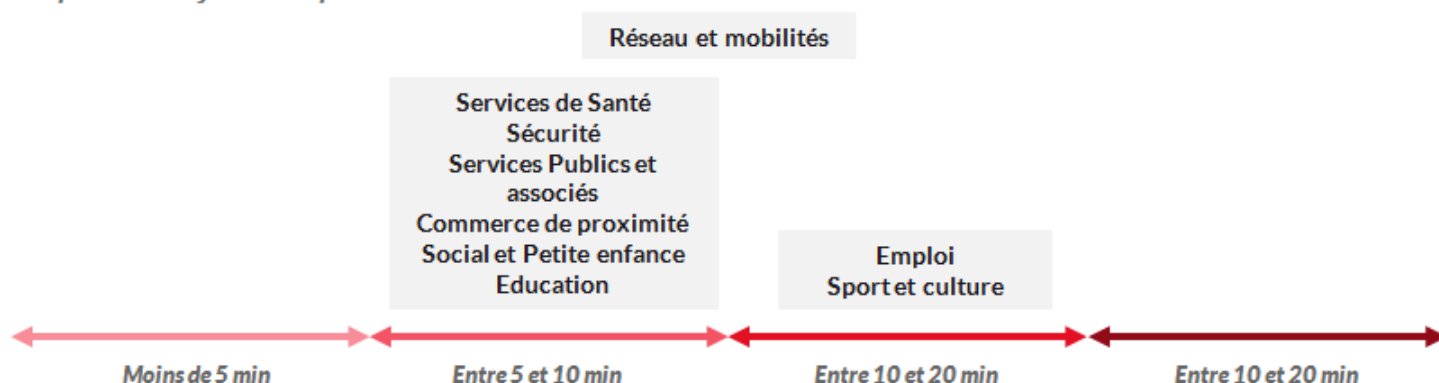 Réseau et mobilités
Services de Santé
Sécurité
Services Publics et
associés
Commerce de proximité
Social et Petite enfance
Education
Emploi
Sport et culture
Moins de 5 min
Entre 5 et 10 min
Entre 10 et 20 min
Entre 10 et 20 min